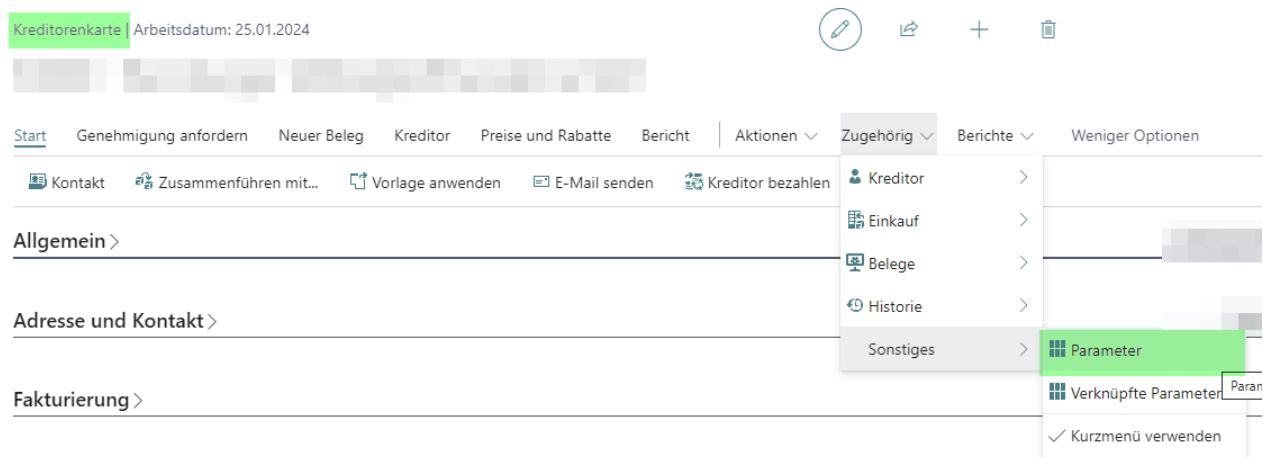 Kreditorenkarte | Arbeitsdatum: 25.01.2024
Start Genehmigung anfordern Neuer Beleg Kreditor Preise und Rabatte Bericht Aktionen Zugehörig Berichte Weniger Optionen
Kontakt Zusammenführen mit... Vorlage anwenden E-Mail senden Kreditor bezahlen
Kreditor
Einkauf
Belege
Historie
Sonstiges
Parameter
Verknüpfte Parameter
Kurzmenü verwenden
Allgemein
Adresse und Kontakt
Fakturierung